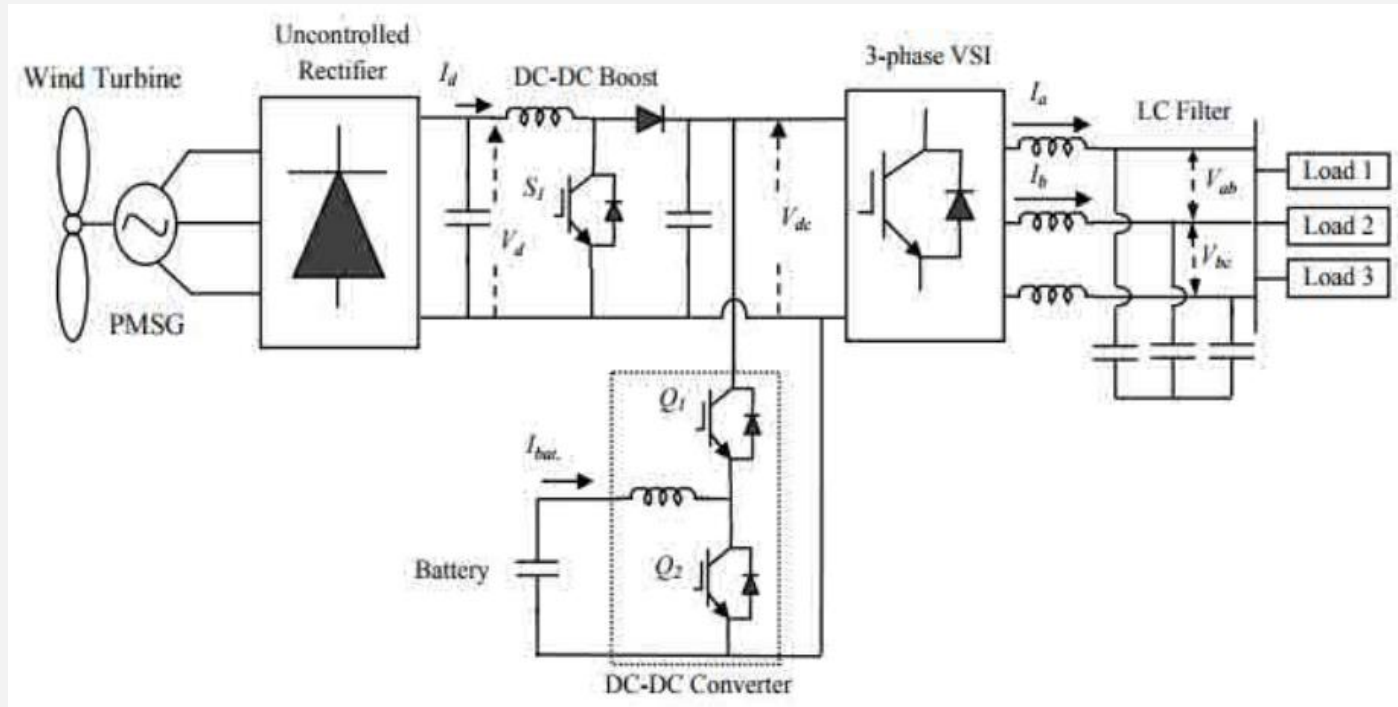 Wind Turbine
PMSG
Uncontrolled
Rectifier
I_d
DC-DC Boost
S_1
V_d
V_dc
3-phase VSI
I_a
I_b
LC Filter
V_ab
V_bc
Load 1
Load 2
Load 3
Q_1
I_bat.
Battery
Q_2
DC-DC Converter